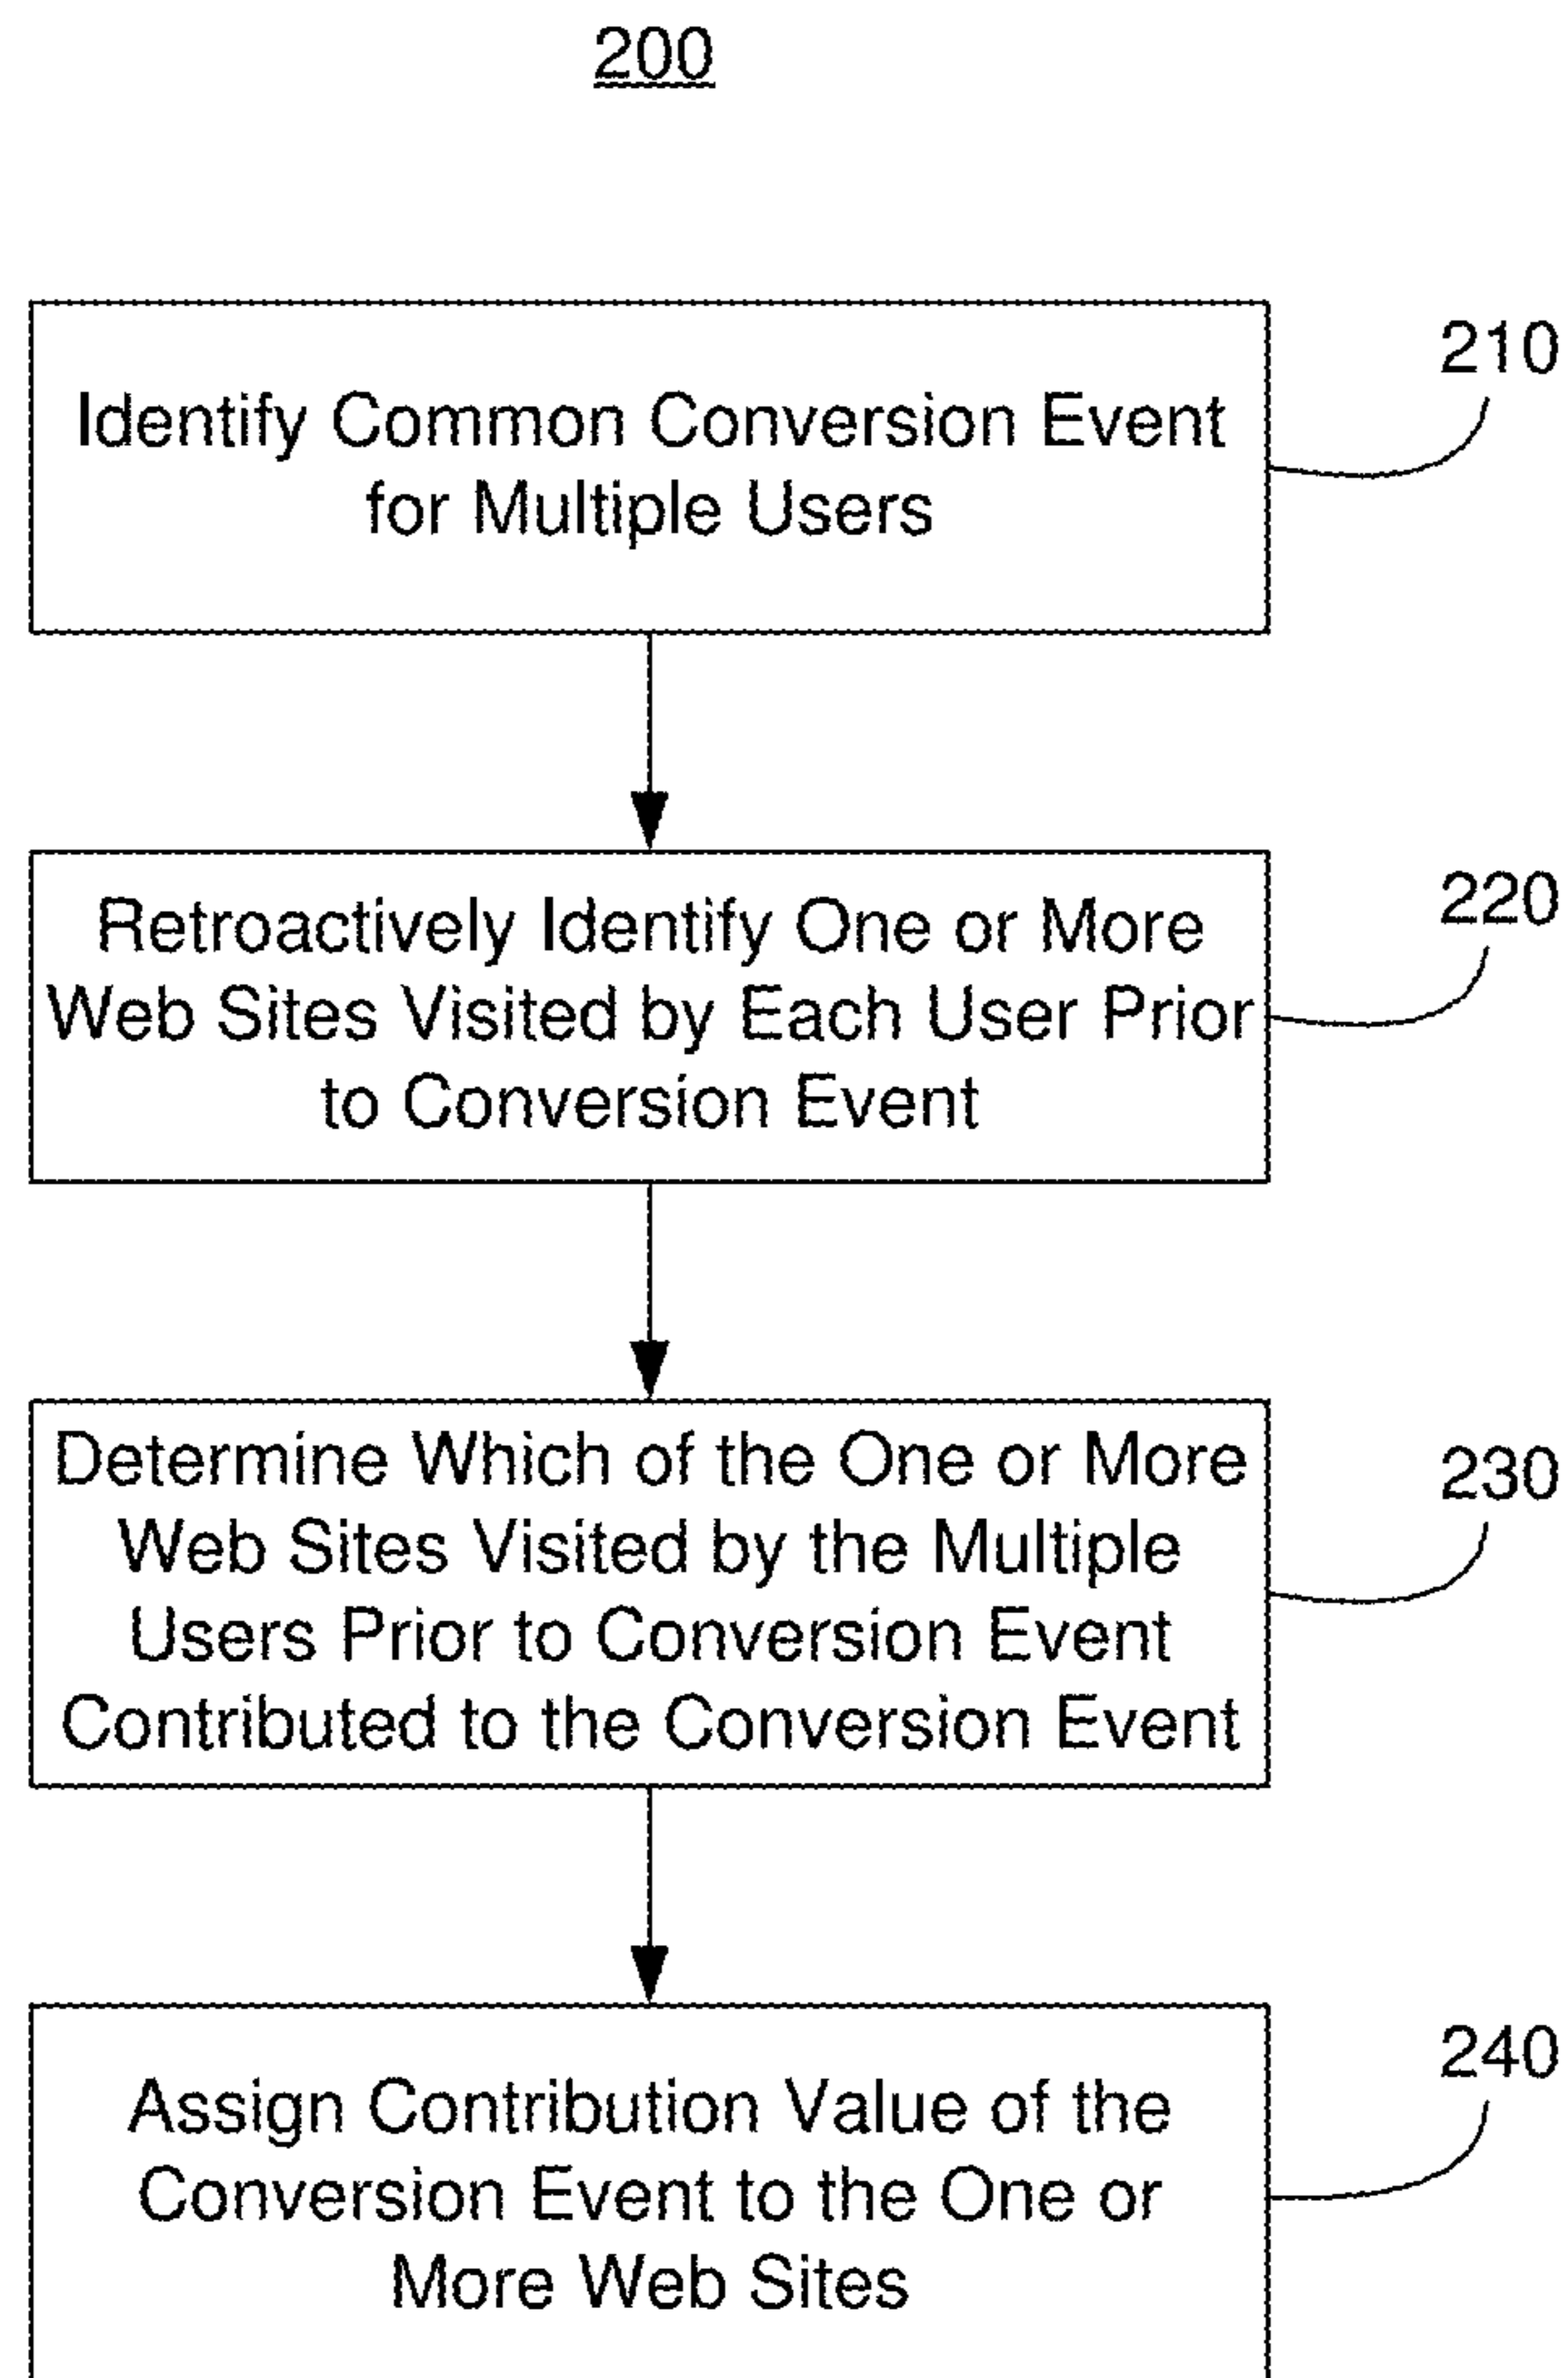 200
210
Identify Common Conversion Event
for Multiple Users
220
Retroactively Identify One or More
Web Sites Visited by Each User Prior
to Conversion Event
230
Determine Which of the One or More
Web Sites Visited by the Multiple
Users Prior to Conversion Event
Contributed to the Conversion Event
240
Assign Contribution Value of the
Conversion Event to the One or
More Web Sites